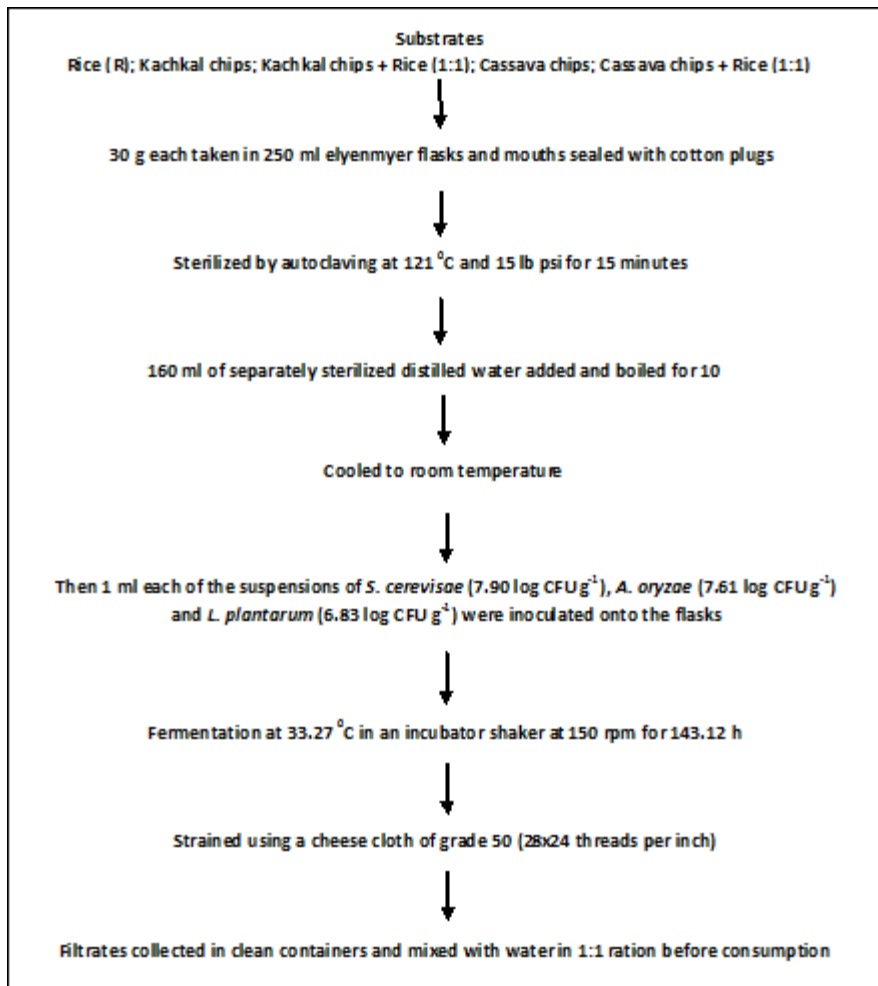 Substrates
Rice (R); Kachkal chips; Kachkal chips + Rice (1:1); Cassava chips; Cassava chips + Rice (1:1)
30 g each taken in 250 ml elyenmyer flasks and mouths sealed with cotton plugs
Sterilized by autoclaving at 121 ⁰C and 15 lb psi for 15 minutes
160 ml of separately sterilized distilled water added and boiled for 10
Cooled to room temperature
Then 1 ml each of the suspensions of S. cerevisae (7.90 log CFU g⁻¹), A. oryzae (7.61 log CFU g⁻¹)
and L. plantarum (6.83 log CFU g⁻¹) were inoculated onto the flasks
Fermentation at 33.27 ⁰C in an incubator shaker at 150 rpm for 143.12 h
Strained using a cheese cloth of grade 50 (28x24 threads per inch)
Filtrates collected in clean containers and mixed with water in 1:1 ration before consumption